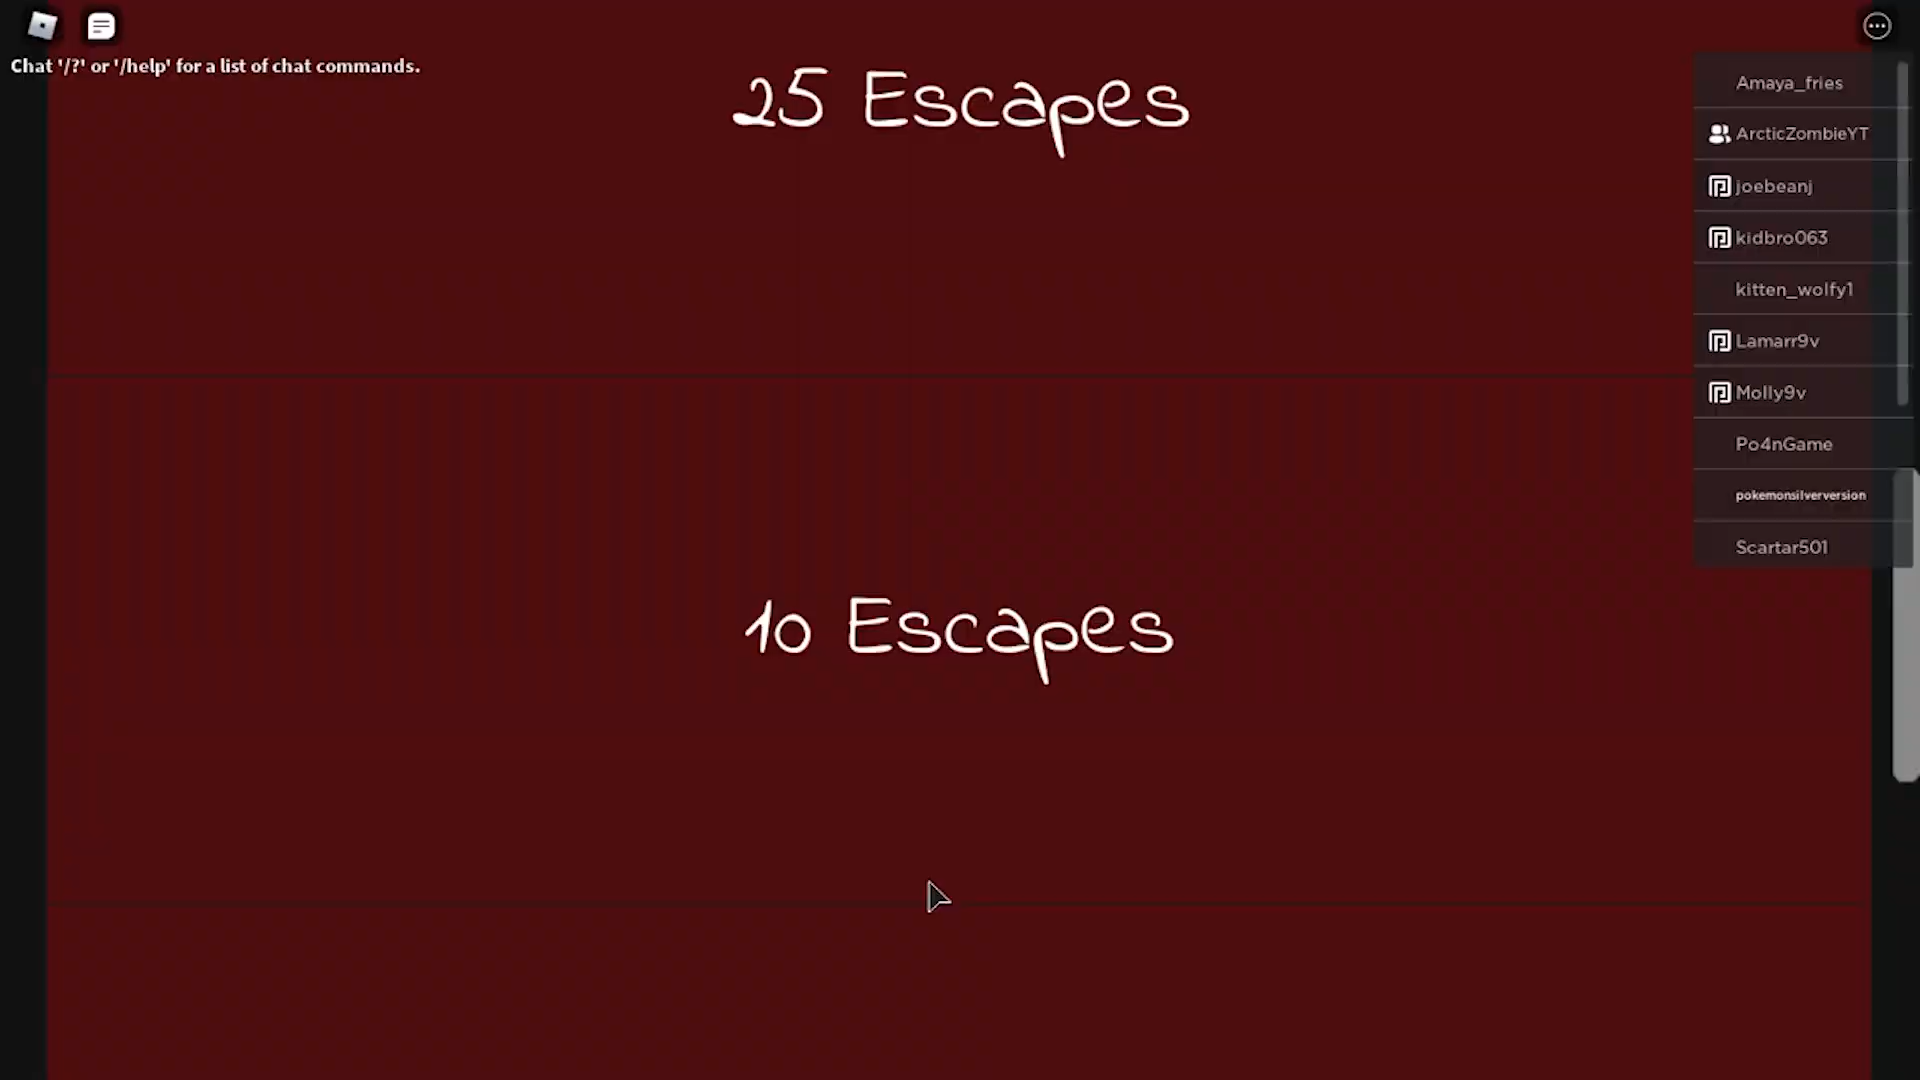 Chat '/?' or '/help' for a list of chat commands.
25 Escapes
10 Escapes
Amaya_fries
ArcticZombieYT
joebeanj
kidbro063
kitten_wolfy1
Lamarr9v
Molly9v
Po4nGame
pokemonsilverversion
Scartar501